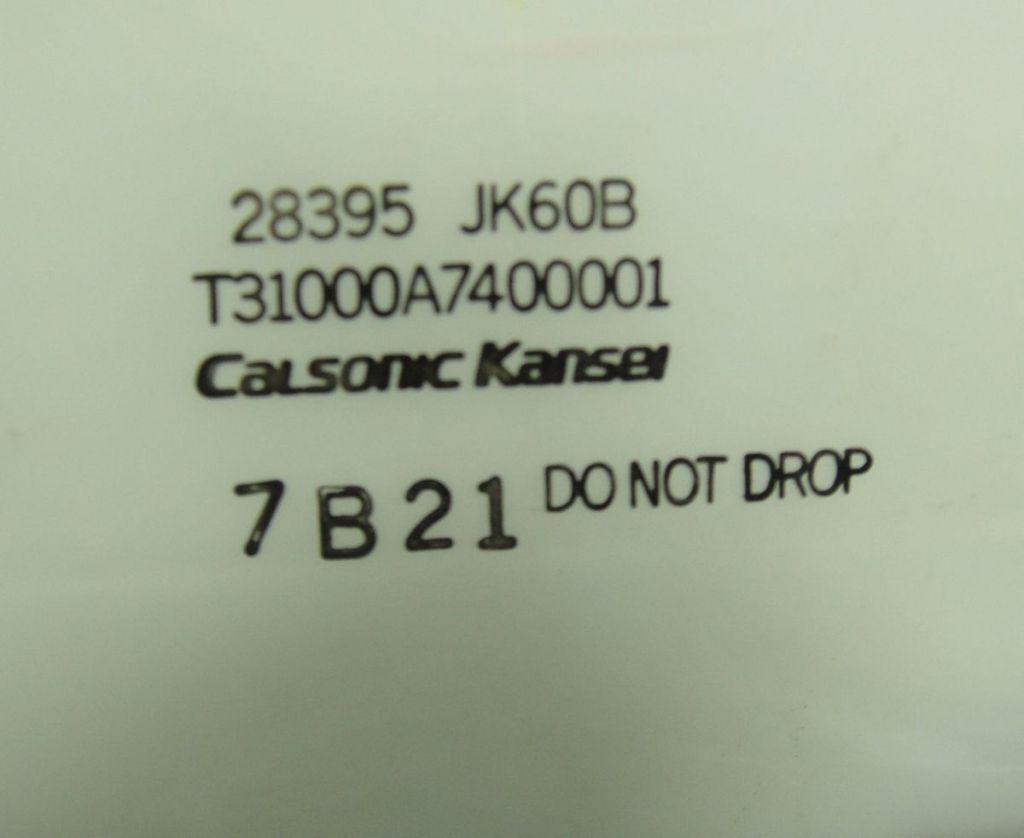 28395 JK60B
T31000A7400001
CALSONIC KANSEI
7 B 21 DO NOT DROP